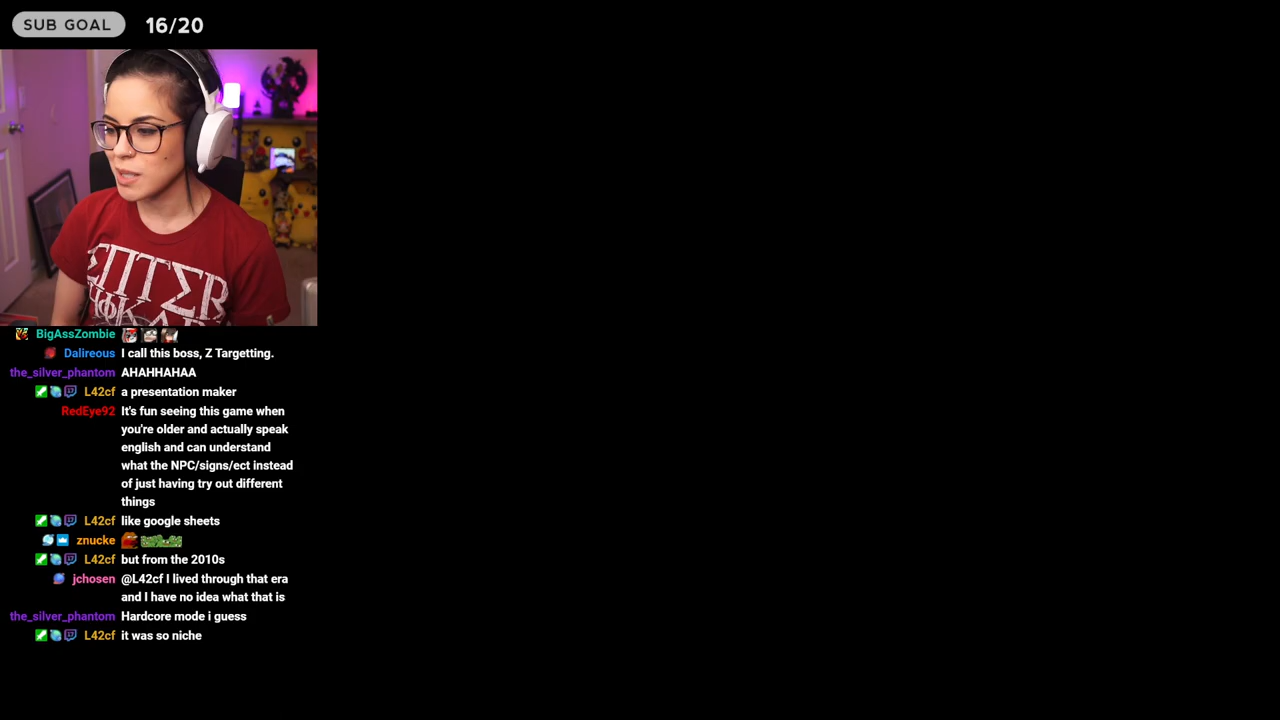 SUB GOAL 16/20
ΣΠΤΣR
BigAssZombie
Dalireous I call this boss, Z Targetting.
the_silver_phantom AHAHHAHAA
L42cf a presentation maker
RedEye92 It's fun seeing this game when
you're older and actually speak
english and can understand
what the NPC/signs/ect instead
of just having try out different
things
L42cf like google sheets
znucke
L42cf but from the 2010s
jchosen @L42cf I lived through that era
and I have no idea what that is
the_silver_phantom Hardcore mode i guess
L42cf it was so niche